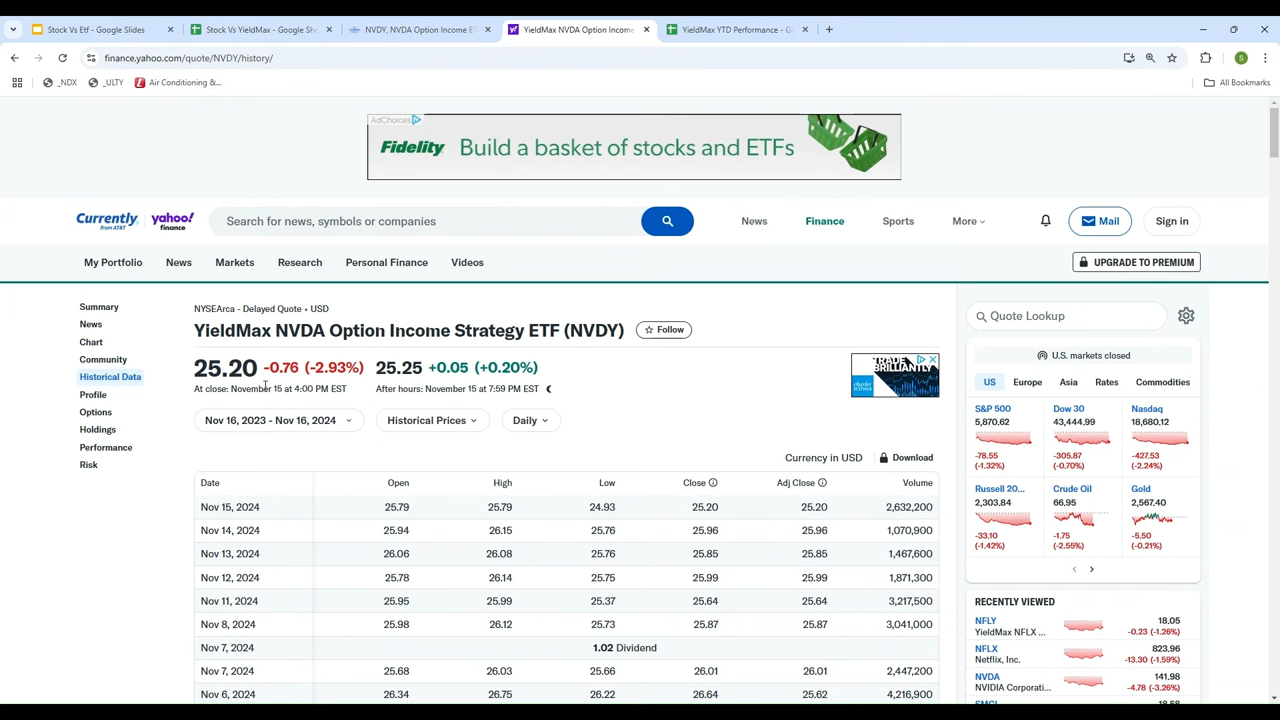 Stock Vs Etf - Google Slides
Stock Vs YieldMax - Google She
NVDY, NVDA Option Income E
YieldMax NVDA Option Income
YieldMax YTD Performance - G
finance.yahoo.com/quote/NVDY/history/
S
_NDX
_ULTY
Air Conditioning &...
All Bookmarks
AdChoices
Fidelity Build a basket of stocks and ETFs
Currently from AT&T
yahoo! finance
Search for news, symbols or companies
News
Finance
Sports
More
Mail
Sign in
My Portfolio
News
Markets
Research
Personal Finance
Videos
UPGRADE TO PREMIUM
Summary
News
Chart
Community
Historical Data
Profile
Options
Holdings
Performance
Risk
NYSEArca - Delayed Quote • USD
YieldMax NVDA Option Income Strategy ETF (NVDY)
Follow
25.20 -0.76 (-2.93%)
At close: November 15 at 4:00 PM EST
25.25 +0.05 (+0.20%)
After hours: November 15 at 7:59 PM EST
TRADE BRILLIANTLY
charles SCHWAB
Nov 16, 2023 - Nov 16, 2024
Historical Prices
Daily
Currency in USD
Download
Date Open High Low Close Adj Close Volume
Nov 15, 2024 25.79 25.79 24.93 25.20 25.20 2,632,200
Nov 14, 2024 25.94 26.15 25.76 25.96 25.96 1,070,900
Nov 13, 2024 26.06 26.08 25.76 25.85 25.85 1,467,600
Nov 12, 2024 25.78 26.14 25.75 25.99 25.99 1,871,300
Nov 11, 2024 25.95 25.99 25.37 25.64 25.64 3,217,500
Nov 8, 2024 25.98 26.12 25.73 25.87 25.87 3,041,000
Nov 7, 2024 1.02 Dividend
Nov 7, 2024 25.68 26.03 25.66 26.01 26.01 2,447,200
Nov 6, 2024 26.34 26.75 26.22 26.64 25.62 4,216,900
Quote Lookup
U.S. markets closed
US
Europe
Asia
Rates
Commodities
S&P 500
5,870.62
-78.55
(-1.32%)
Dow 30
43,444.99
-305.87
(-0.70%)
Nasdaq
18,680.12
-427.53
(-2.24%)
Russell 20...
2,303.84
-33.10
(-1.42%)
Crude Oil
66.95
-1.75
(-2.55%)
Gold
2,567.40
-5.50
(-0.21%)
RECENTLY VIEWED
NFLY 18.05
YieldMax NFLX ... -0.23 (-1.26%)
NFLX 823.96
Netflix, Inc. -13.30 (-1.59%)
NVDA 141.98
NVIDIA Corporati... -4.78 (-3.26%)